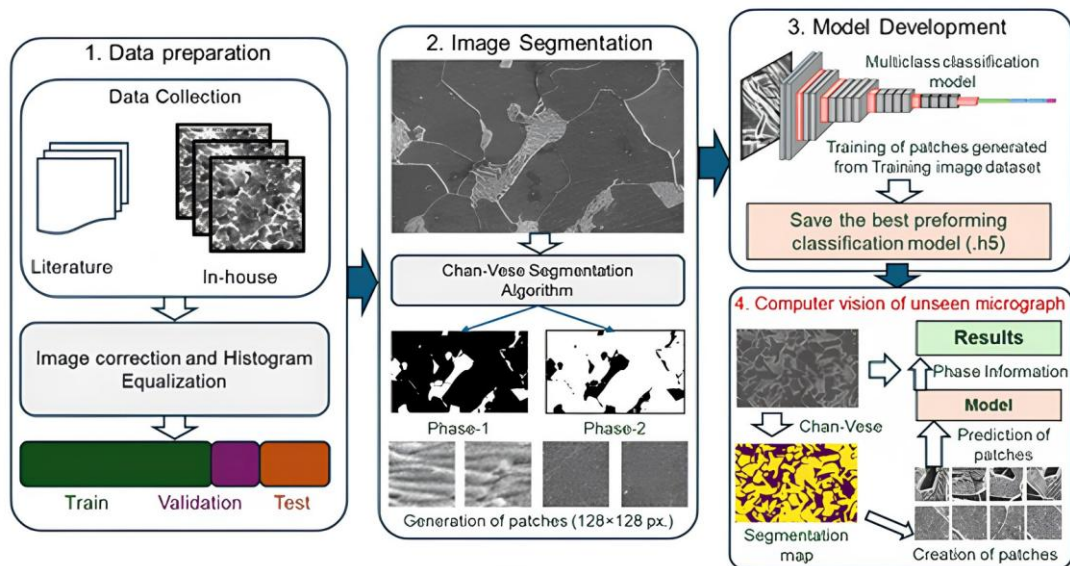 1. Data preparation
Data Collection
Literature
In-house
Image correction and Histogram
Equalization
Train
Validation
Test
2. Image Segmentation
Chan-Vese Segmentation
Algorithm
Phase-1
Phase-2
Generation of patches (128×128 px.)
3. Model Development
Multiclass classification
model
Training of patches generated
from Training image dataset
Save the best preforming
classification model (.h5)
4. Computer vision of unseen micrograph
Results
Phase Information
Model
Chan-Vese
Prediction of
patches
Segmentation
map
Creation of patches